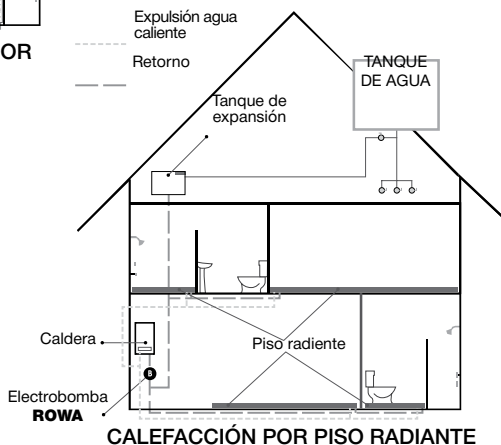 OR
Expulsión agua
caliente
Retorno
TANQUE
DE AGUA
Tanque de
expansión
Caldera
Piso radiante
B
Electrobomba
ROWA
CALEFACCIÓN POR PISO RADIANTE